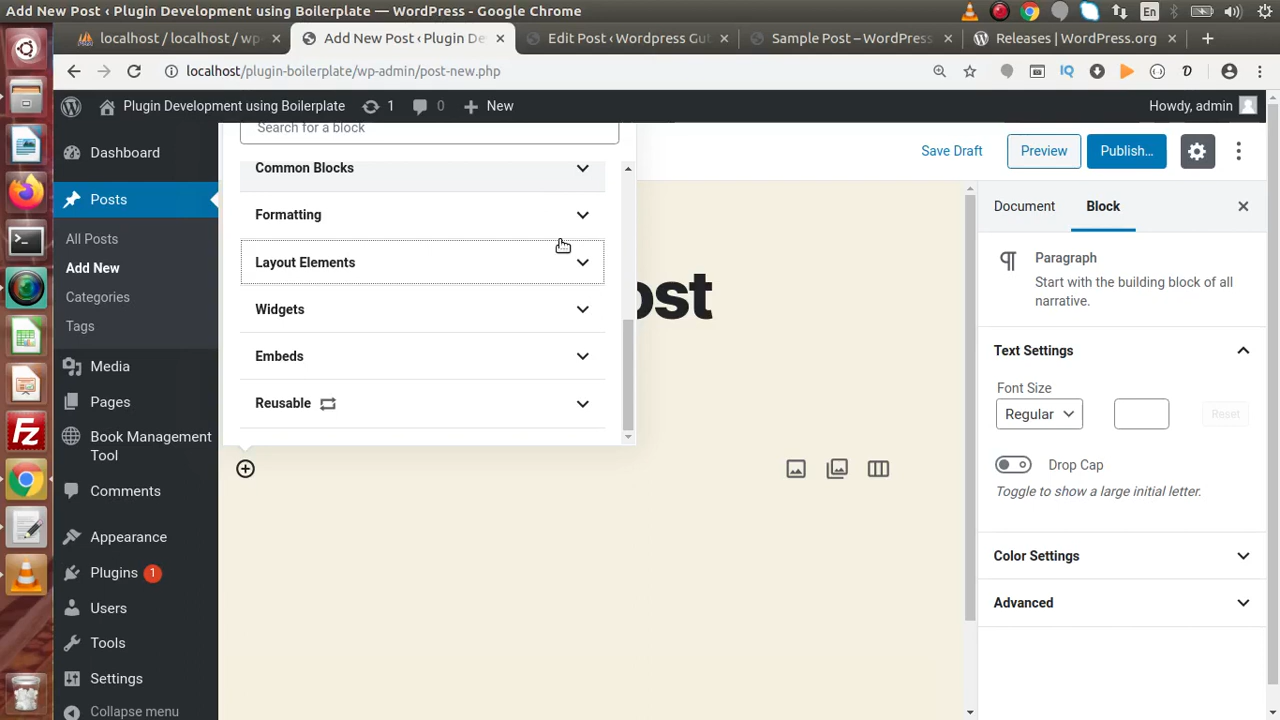 Add New Post ‹ Plugin Development using Boilerplate — WordPress - Google Chrome
En
localhost / localhost / wp
Add New Post ‹ Plugin De
Edit Post ‹ Wordpress Gut
Sample Post – WordPress
Releases | WordPress.org
localhost/plugin-boilerplate/wp-admin/post-new.php
IQ
Plugin Development using Boilerplate
1
0
New
Howdy, admin
Dashboard
Posts
All Posts
Add New
Categories
Tags
Media
Pages
Book Management
Tool
Comments
Appearance
Plugins 1
Users
Tools
Settings
Collapse menu
Search for a block
Common Blocks
Formatting
Layout Elements
Widgets
Embeds
Reusable
ost
Save Draft
Preview
Publish…
Document
Block
Paragraph
Start with the building block of all
narrative.
Text Settings
Font Size
Regular
Reset
Drop Cap
Toggle to show a large initial letter.
Color Settings
Advanced